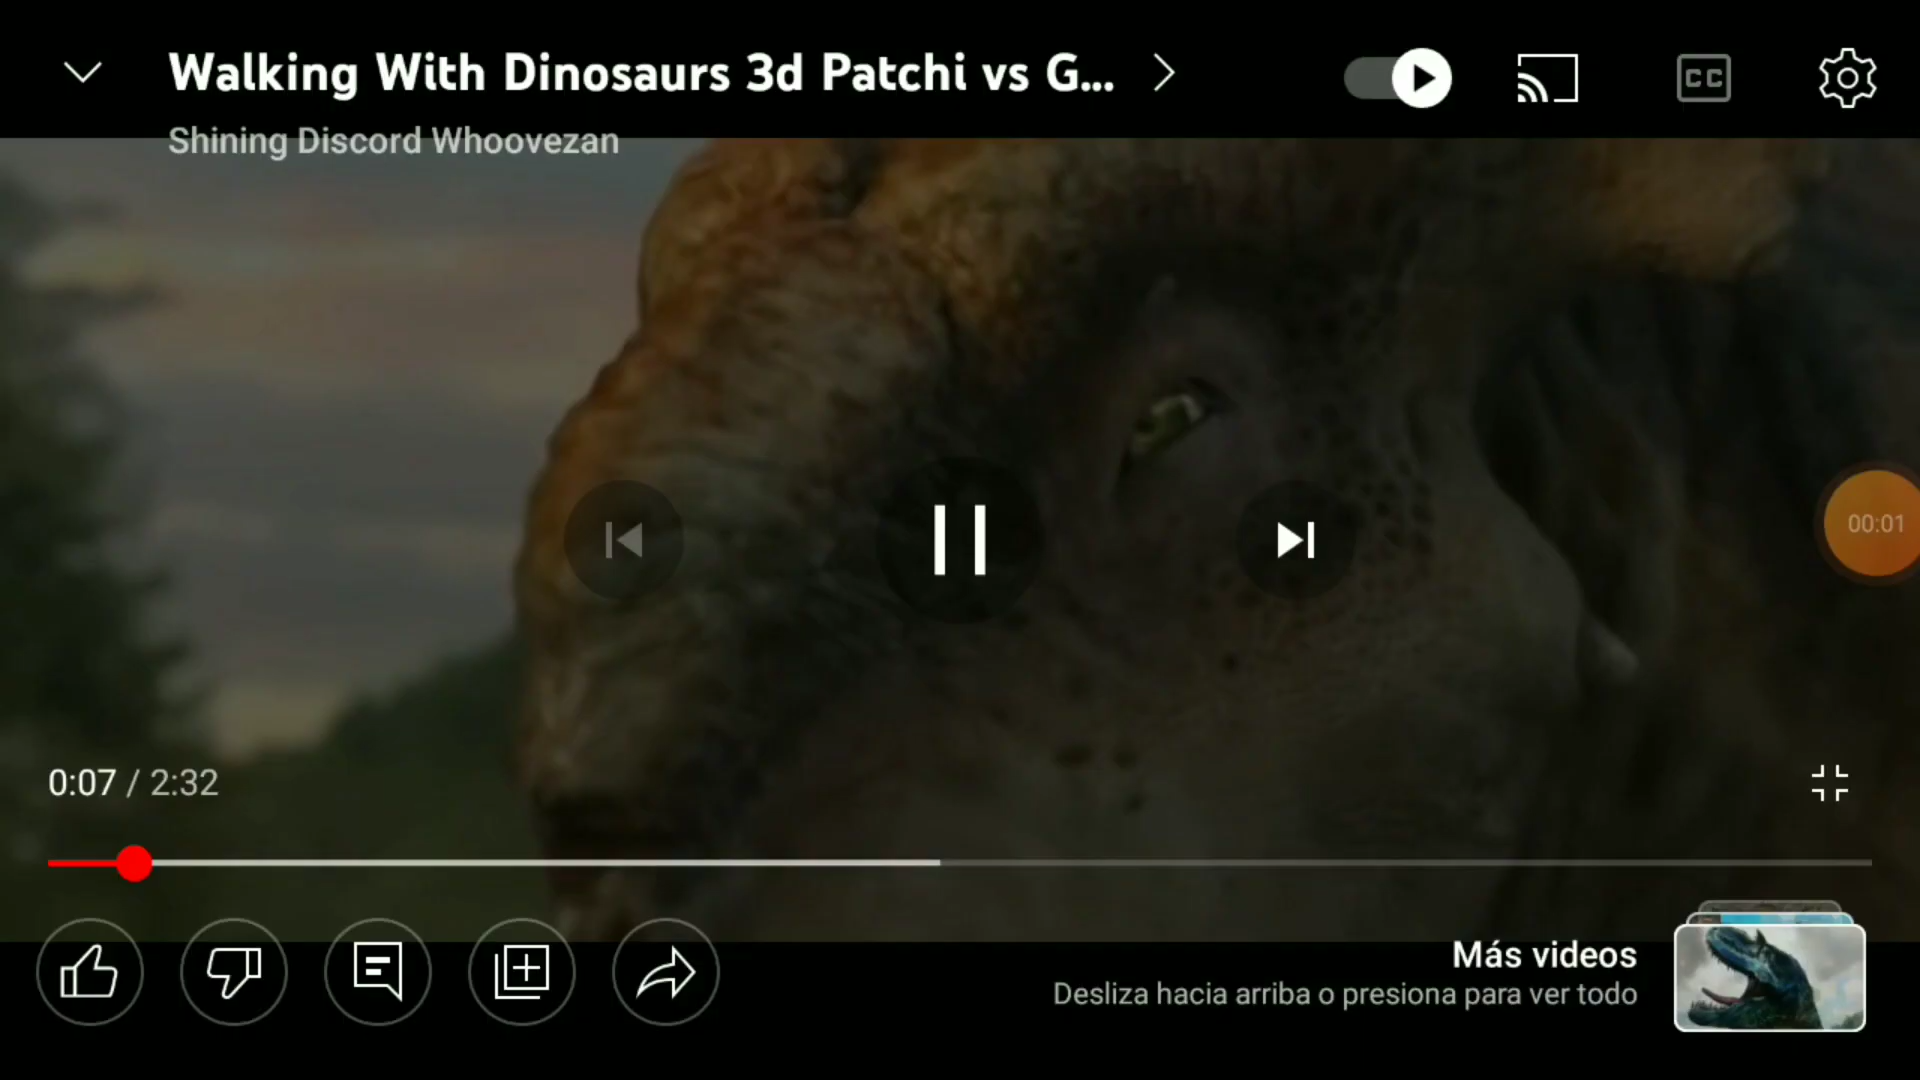 Walking With Dinosaurs 3d Patchi vs G...
CC
Shining Discord Whoovezan
00:01
0:07 / 2:32
Más videos
Desliza hacia arriba o presiona para ver todo